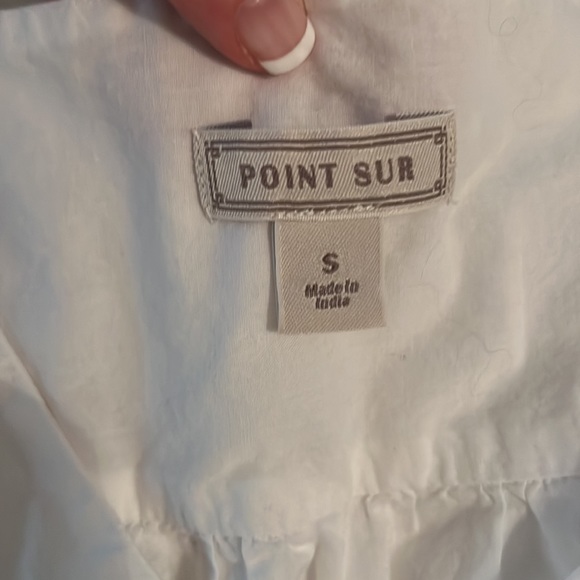 POINT SUR
S
Made in
India